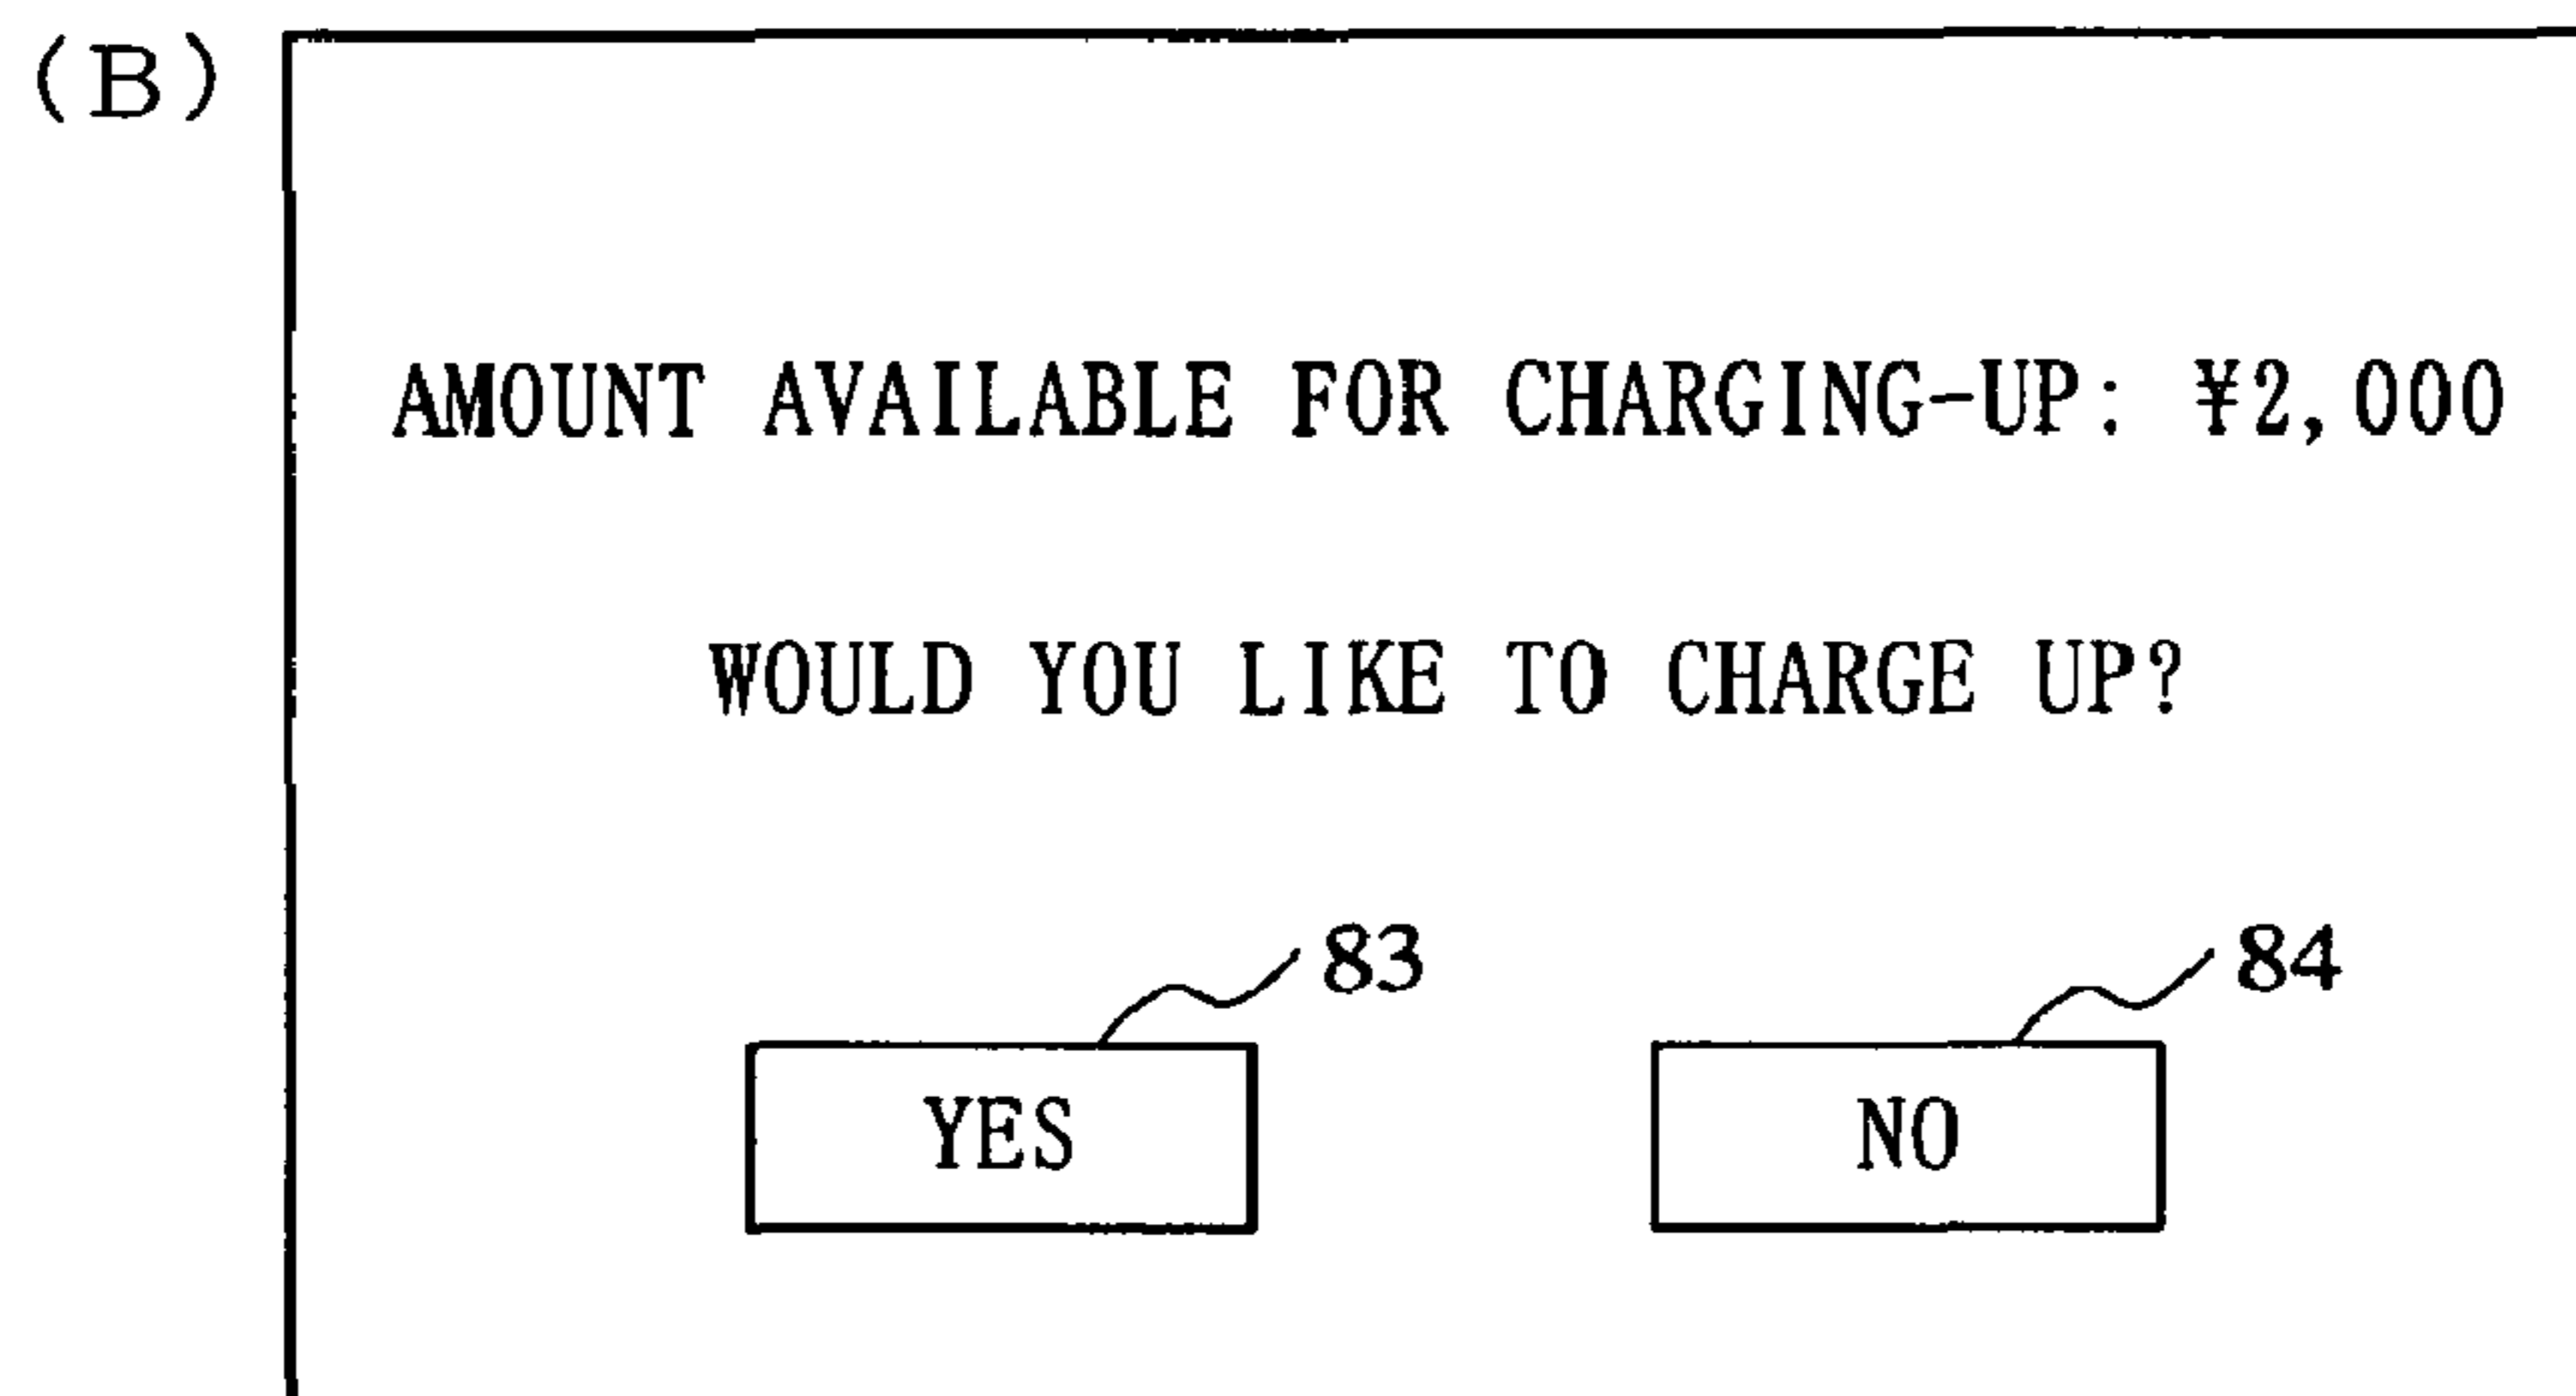 (B)
AMOUNT AVAILABLE FOR CHARGING-UP: ¥2,000
WOULD YOU LIKE TO CHARGE UP?
83 84
YES NO